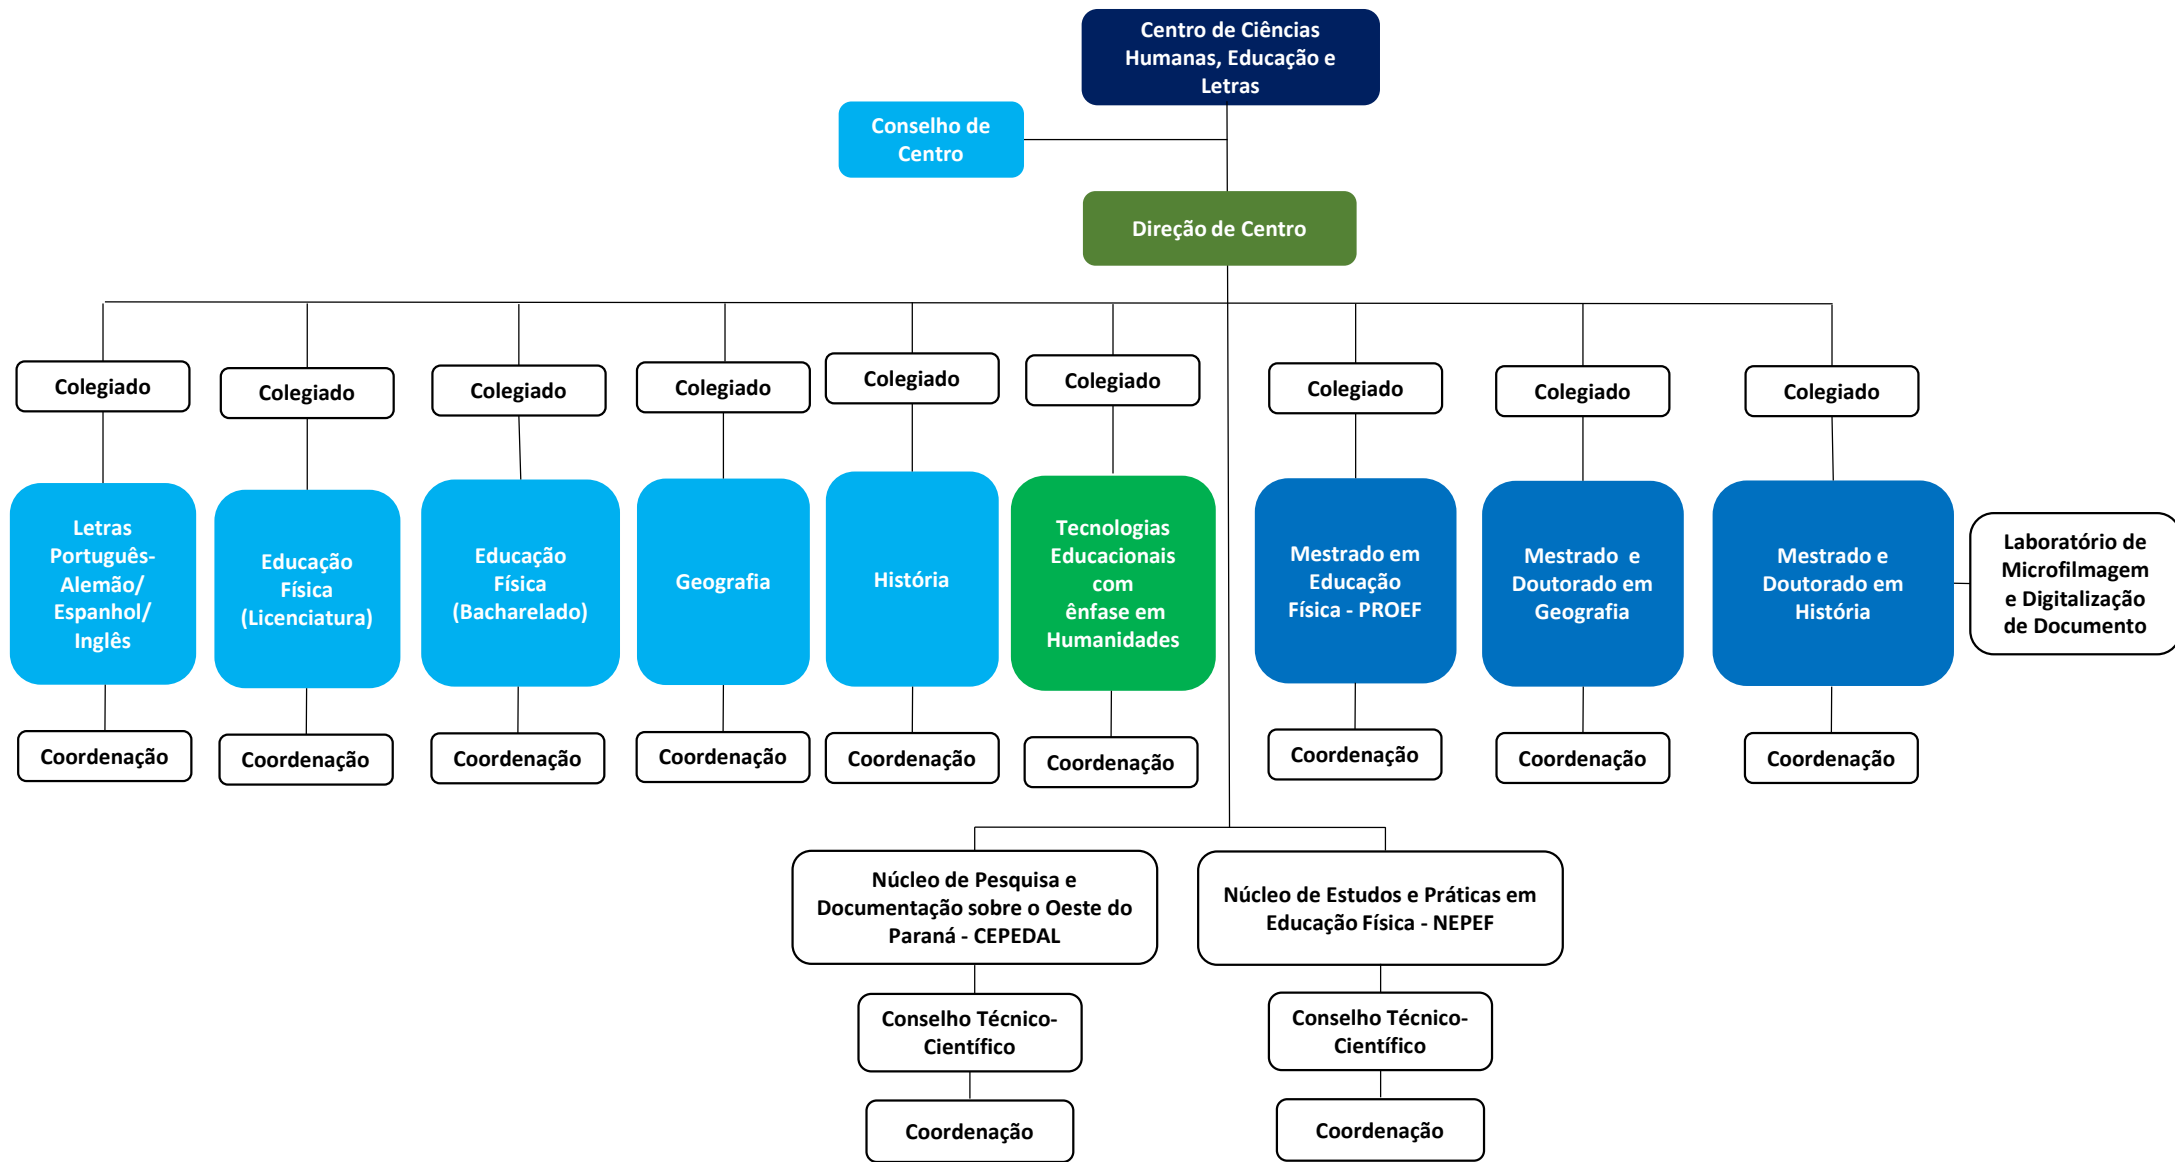 Centro de Ciências
Humanas, Educação e
Letras
Conselho de
Centro
Direção de Centro
Colegiado
Colegiado
Colegiado
Colegiado
Colegiado
Colegiado
Colegiado
Colegiado
Colegiado
Letras
Português-
Alemão/
Espanhol/
Inglês
Educação
Física
(Licenciatura)
Educação
Física
(Bacharelado)
Geografia
História
Tecnologias
Educacionais
com
ênfase em
Humanidades
Mestrado em
Educação
Física - PROEF
Mestrado e
Doutorado em
Geografia
Mestrado e
Doutorado em
História
Laboratório de
Microfilmagem
e Digitalização
de Documento
Coordenação
Coordenação
Coordenação
Coordenação
Coordenação
Coordenação
Coordenação
Coordenação
Coordenação
Núcleo de Pesquisa e
Documentação sobre o Oeste do
Paraná - CEPEDAL
Núcleo de Estudos e Práticas em
Educação Física - NEPEF
Conselho Técnico-
Científico
Conselho Técnico-
Científico
Coordenação
Coordenação